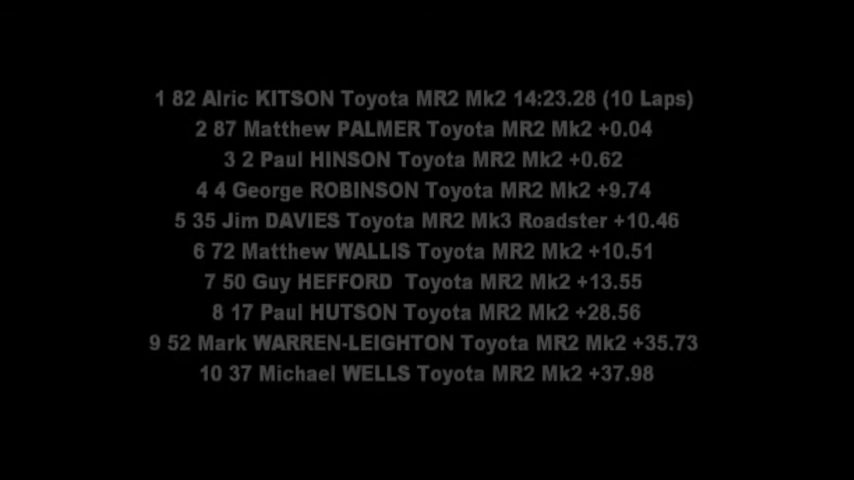 1 82 Alric KITSON Toyota MR2 Mk2 14:23.28 (10 Laps)
2 87 Matthew PALMER Toyota MR2 Mk2 +0.04
3 2 Paul HINSON Toyota MR2 Mk2 +0.62
4 4 George ROBINSON Toyota MR2 Mk2 +9.74
5 35 Jim DAVIES Toyota MR2 Mk3 Roadster +10.46
6 72 Matthew WALLIS Toyota MR2 Mk2 +10.51
7 50 Guy HEFFORD  Toyota MR2 Mk2 +13.55
8 17 Paul HUTSON Toyota MR2 Mk2 +28.56
9 52 Mark WARREN-LEIGHTON Toyota MR2 Mk2 +35.73
10 37 Michael WELLS Toyota MR2 Mk2 +37.98